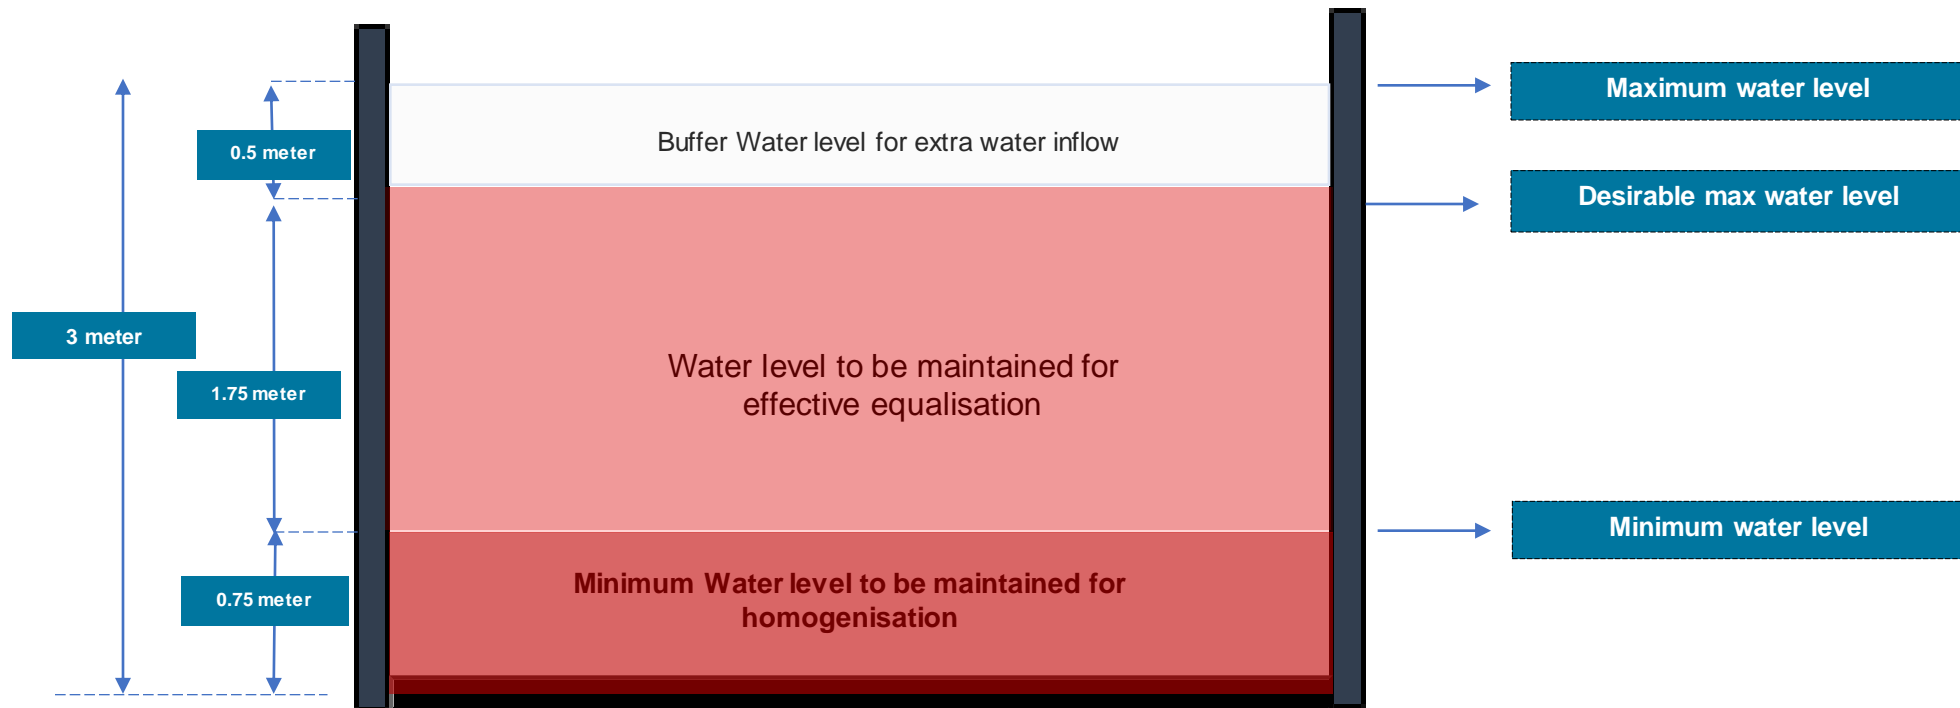 Maximum water level
Buffer Water level for extra water inflow
0.5 meter
Desirable max water level
3 meter
1.75 meter
Water level to be maintained for
effective equalisation
Minimum water level
0.75 meter
Minimum Water level to be maintained for
homogenisation